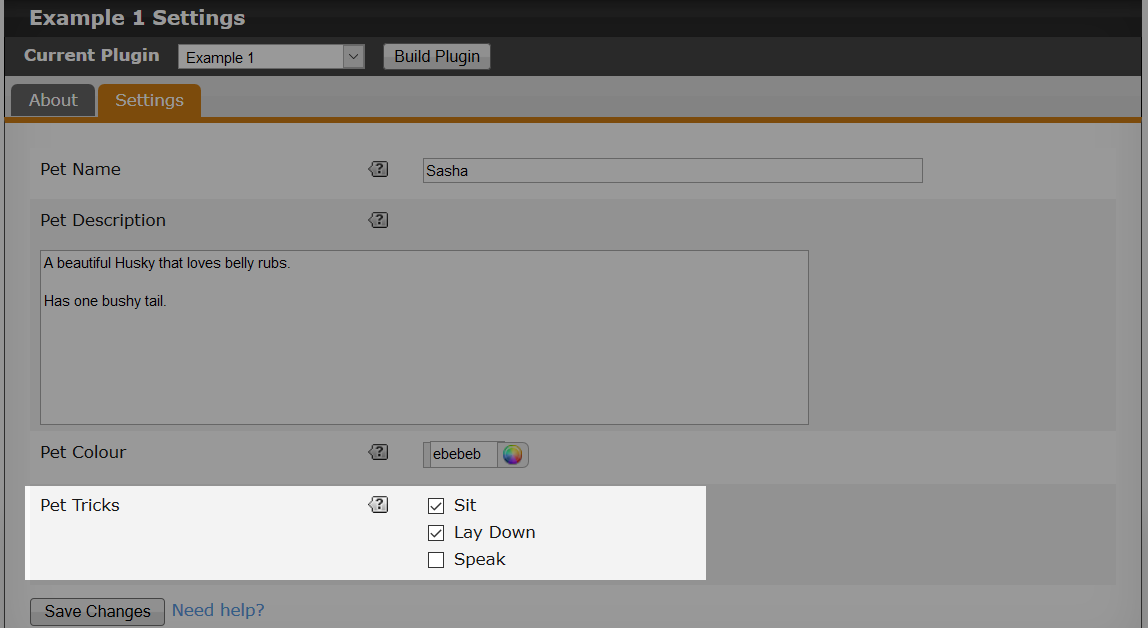 Example 1 Settings
Current Plugin Example 1 Build Plugin
About Settings
Pet Name ? Sasha
Pet Description ?
A beautiful Husky that loves belly rubs.
Has one bushy tail.
Pet Colour ? ebebeb
Pet Tricks ? Sit
Lay Down
Speak
Save Changes Need help?